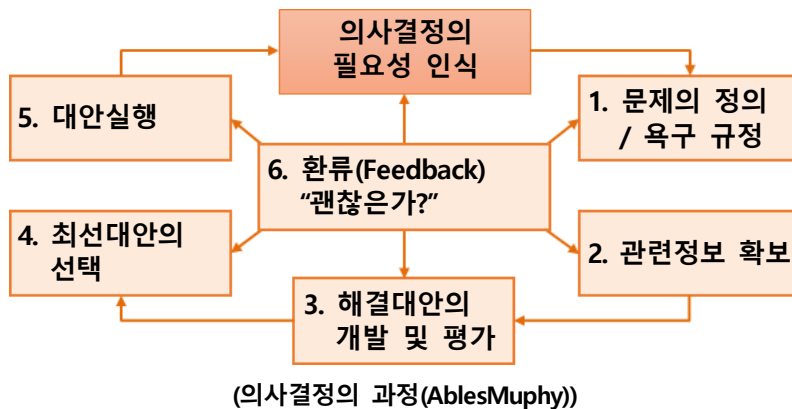 의사결정의
필요성 인식
1. 문제의 정의
/ 욕구 규정
2. 관련정보 확보
3. 해결대안의
개발 및 평가
4. 최선대안의
선택
5. 대안실행
6. 환류(Feedback)
“괜찮은가?”
(의사결정의 과정(AblesMuphy))